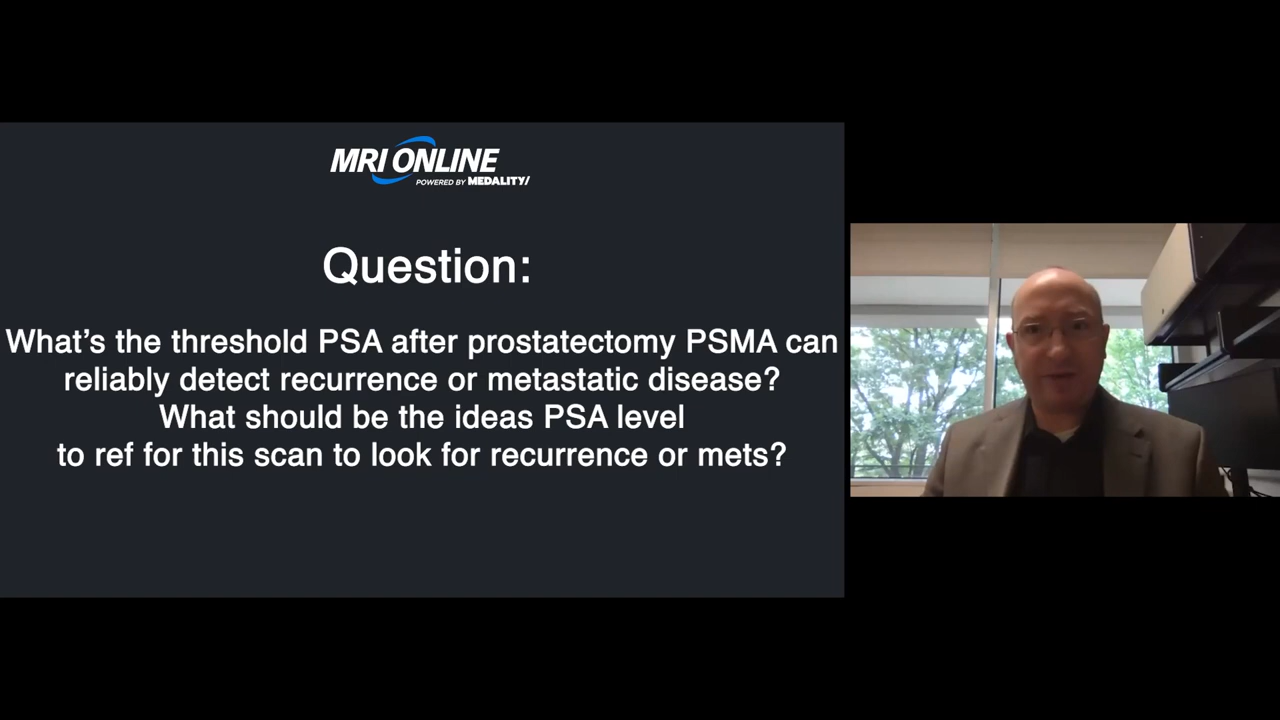 MRI ONLINE
POWERED BY MEDALITY/
Question:
What's the threshold PSA after prostatectomy PSMA can
reliably detect recurrence or metastatic disease?
What should be the ideas PSA level
to ref for this scan to look for recurrence or mets?